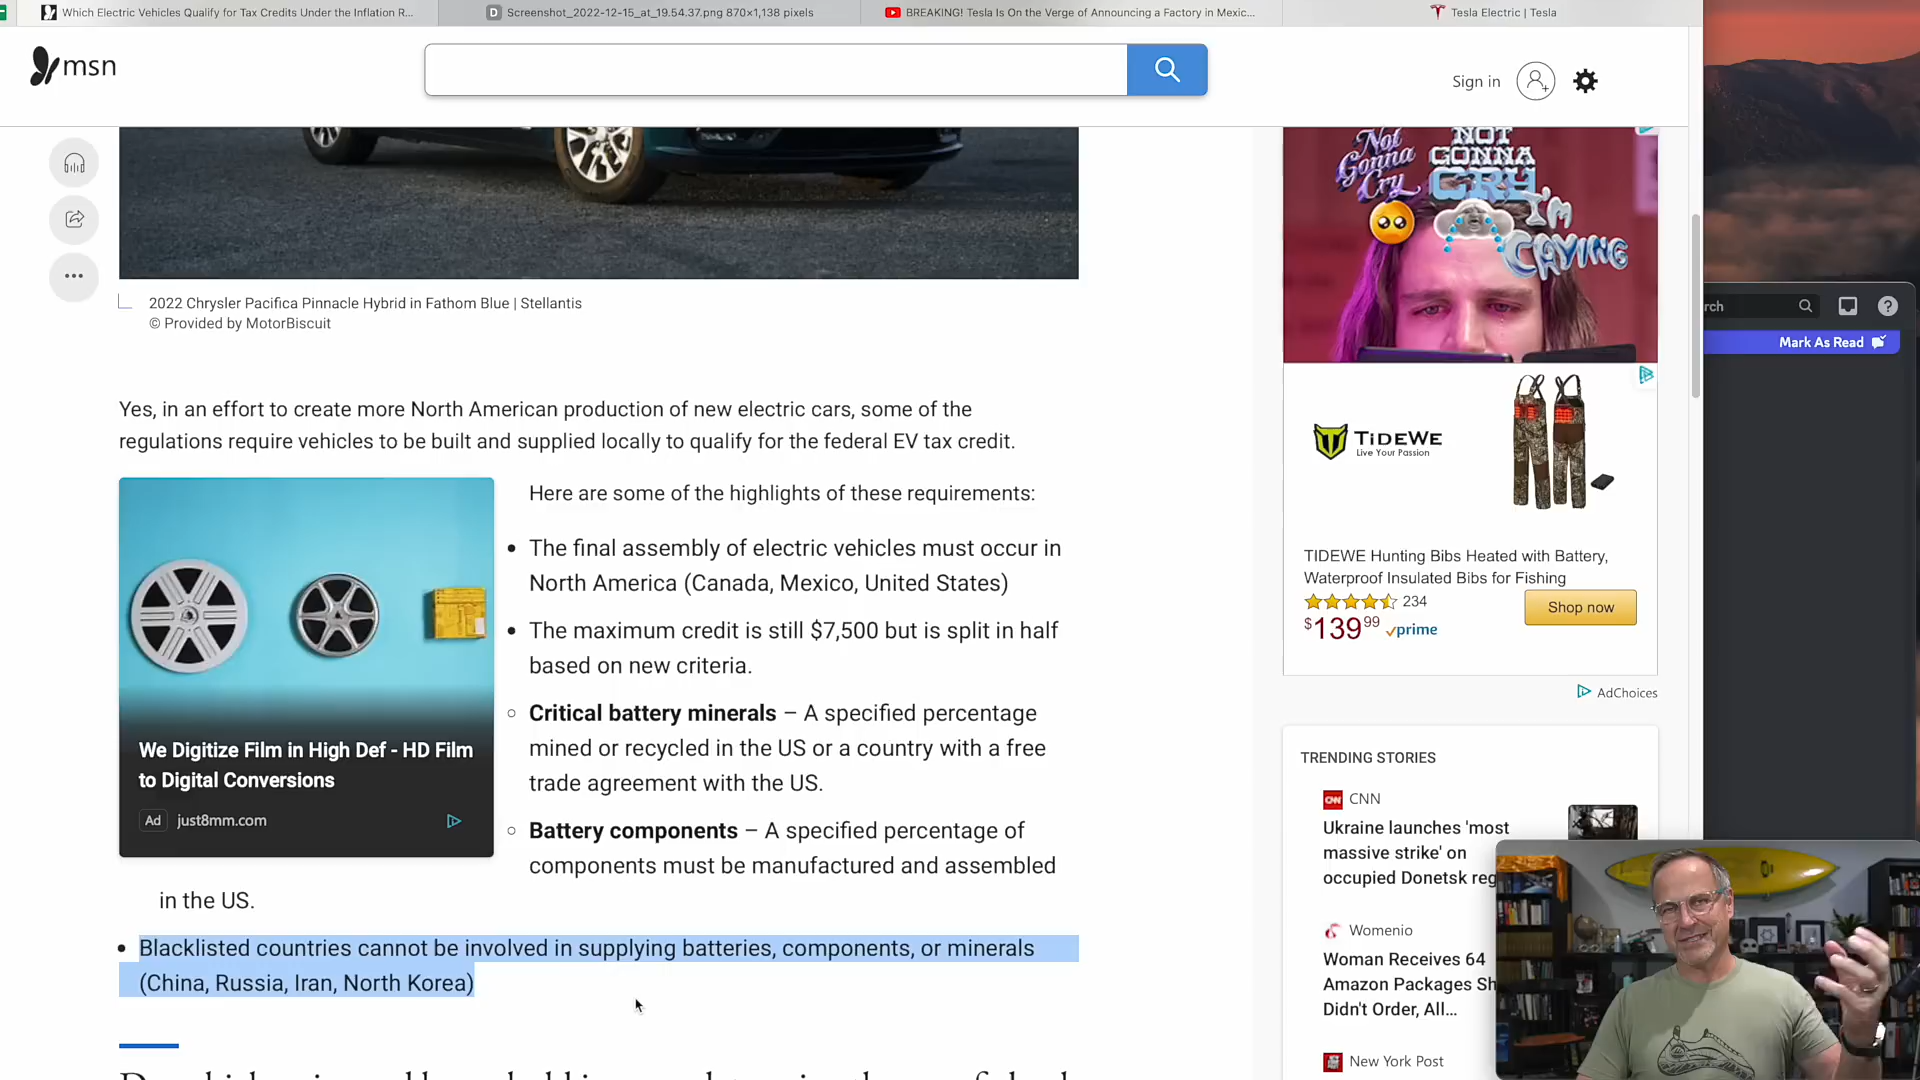 Which Electric Vehicles Qualify for Tax Credits Under the Inflation R...
Screenshot_2022-12-15_at_19.54.37.png 870×1,138 pixels
BREAKING! Tesla Is On the Verge of Announcing a Factory in Mexic...
Tesla Electric | Tesla
msn
Sign in
2022 Chrysler Pacifica Pinnacle Hybrid in Fathom Blue | Stellantis
© Provided by MotorBiscuit
Yes, in an effort to create more North American production of new electric cars, some of the
regulations require vehicles to be built and supplied locally to qualify for the federal EV tax credit.
We Digitize Film in High Def - HD Film
to Digital Conversions
Ad just8mm.com
Here are some of the highlights of these requirements:
• The final assembly of electric vehicles must occur in
North America (Canada, Mexico, United States)
• The maximum credit is still $7,500 but is split in half
based on new criteria.
○ Critical battery minerals – A specified percentage
mined or recycled in the US or a country with a free
trade agreement with the US.
○ Battery components – A specified percentage of
components must be manufactured and assembled
in the US.
• Blacklisted countries cannot be involved in supplying batteries, components, or minerals
(China, Russia, Iran, North Korea)
Not
Gonna
Cry
NOT
GONNA
CRY
I'm
CRYING
TIDEWE
Live Your Passion
TIDEWE Hunting Bibs Heated with Battery,
Waterproof Insulated Bibs for Fishing
234
$139.99 prime
Shop now
AdChoices
TRENDING STORIES
CNN
Ukraine launches 'most
massive strike' on
occupied Donetsk reg
Womenio
Woman Receives 64
Amazon Packages Sh
Didn't Order, All...
New York Post
rch
Mark As Read